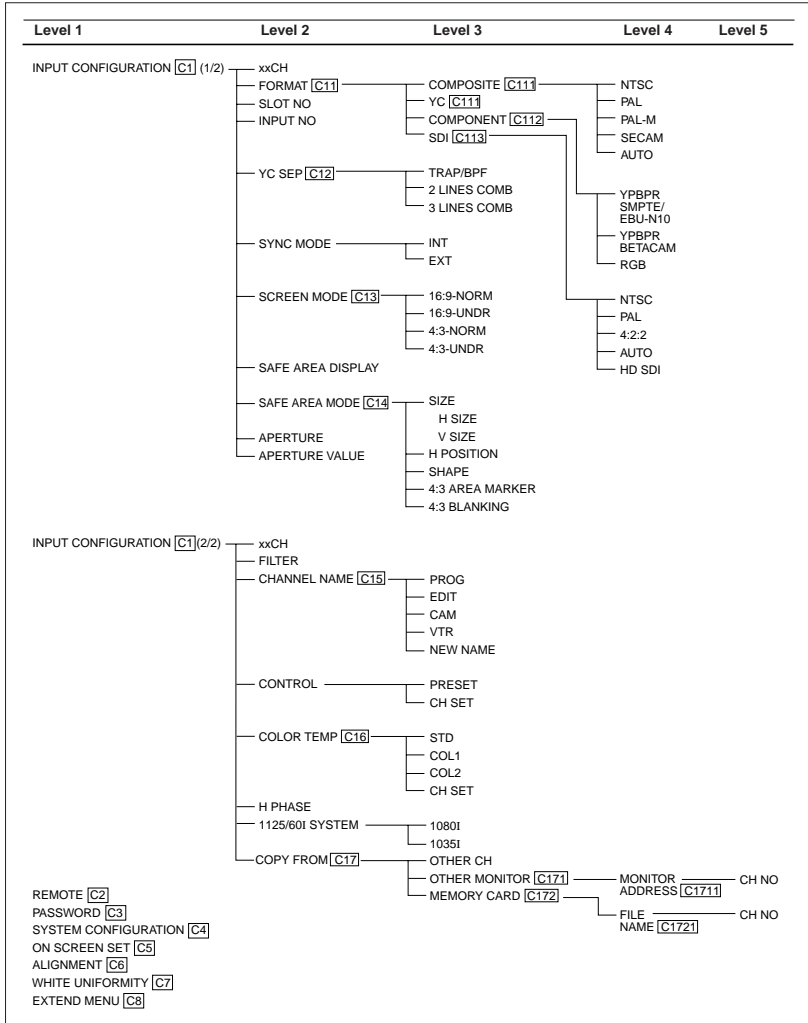 Level 1 Level 2 Level 3 Level 4 Level 5
INPUT CONFIGURATION C1 (1/2) xxCH
FORMAT C11 COMPOSITE C111 NTSC
SLOT NO YC C111 PAL
INPUT NO COMPONENT C112 PAL-M
SDI C113 SECAM
AUTO
YC SEP C12 TRAP/BPF
2 LINES COMB YPBPR
3 LINES COMB SMPTE/
EBU-N10
YPBPR
SYNC MODE INT BETACAM
EXT RGB
SCREEN MODE C13 16:9-NORM NTSC
16:9-UNDR PAL
4:3-NORM 4:2:2
4:3-UNDR AUTO
SAFE AREA DISPLAY HD SDI
SAFE AREA MODE C14 SIZE
H SIZE
APERTURE V SIZE
APERTURE VALUE H POSITION
SHAPE
4:3 AREA MARKER
4:3 BLANKING
INPUT CONFIGURATION C1 (2/2) xxCH
FILTER
CHANNEL NAME C15 PROG
EDIT
CAM
VTR
NEW NAME
CONTROL PRESET
CH SET
COLOR TEMP C16 STD
COL1
COL2
CH SET
H PHASE
1125/60I SYSTEM 1080I
1035I
COPY FROM C17 OTHER CH
OTHER MONITOR C171 MONITOR CH NO
ADDRESS C1711
MEMORY CARD C172
FILE CH NO
NAME C1721
REMOTE C2
PASSWORD C3
SYSTEM CONFIGURATION C4
ON SCREEN SET C5
ALIGNMENT C6
WHITE UNIFORMITY C7
EXTEND MENU C8